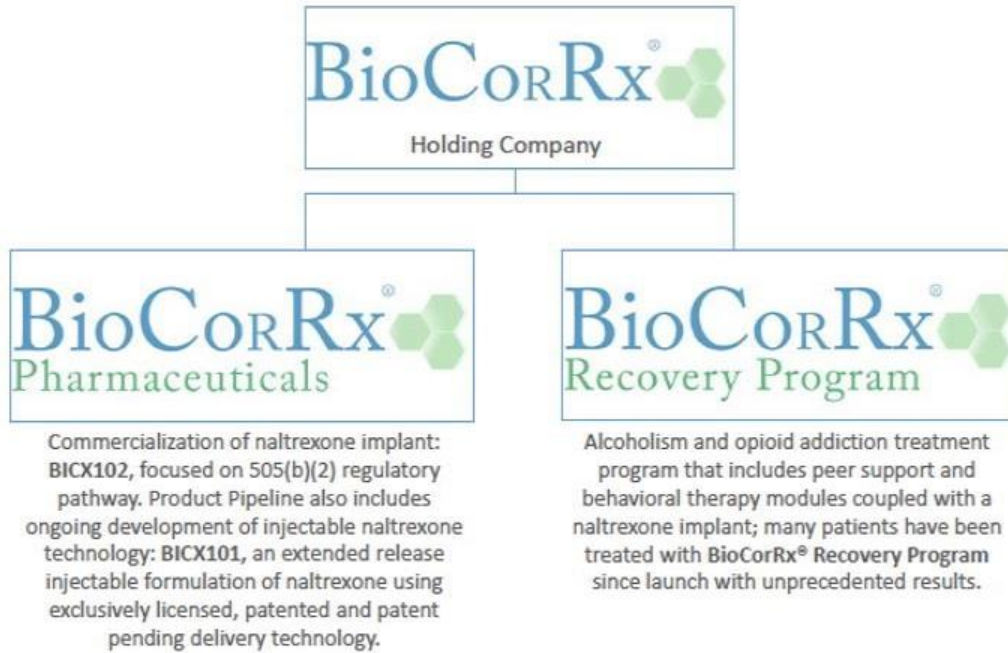 BioCorRx®
Holding Company
BioCorRx®
Pharmaceuticals
Commercialization of naltrexone implant:
BICX102, focused on 505(b)(2) regulatory
pathway. Product Pipeline also includes
ongoing development of injectable naltrexone
technology: BICX101, an extended release
injectable formulation of naltrexone using
exclusively licensed, patented and patent
pending delivery technology.
BioCorRx®
Recovery Program
Alcoholism and opioid addiction treatment
program that includes peer support and
behavioral therapy modules coupled with a
naltrexone implant; many patients have been
treated with BioCorRx® Recovery Program
since launch with unprecedented results.